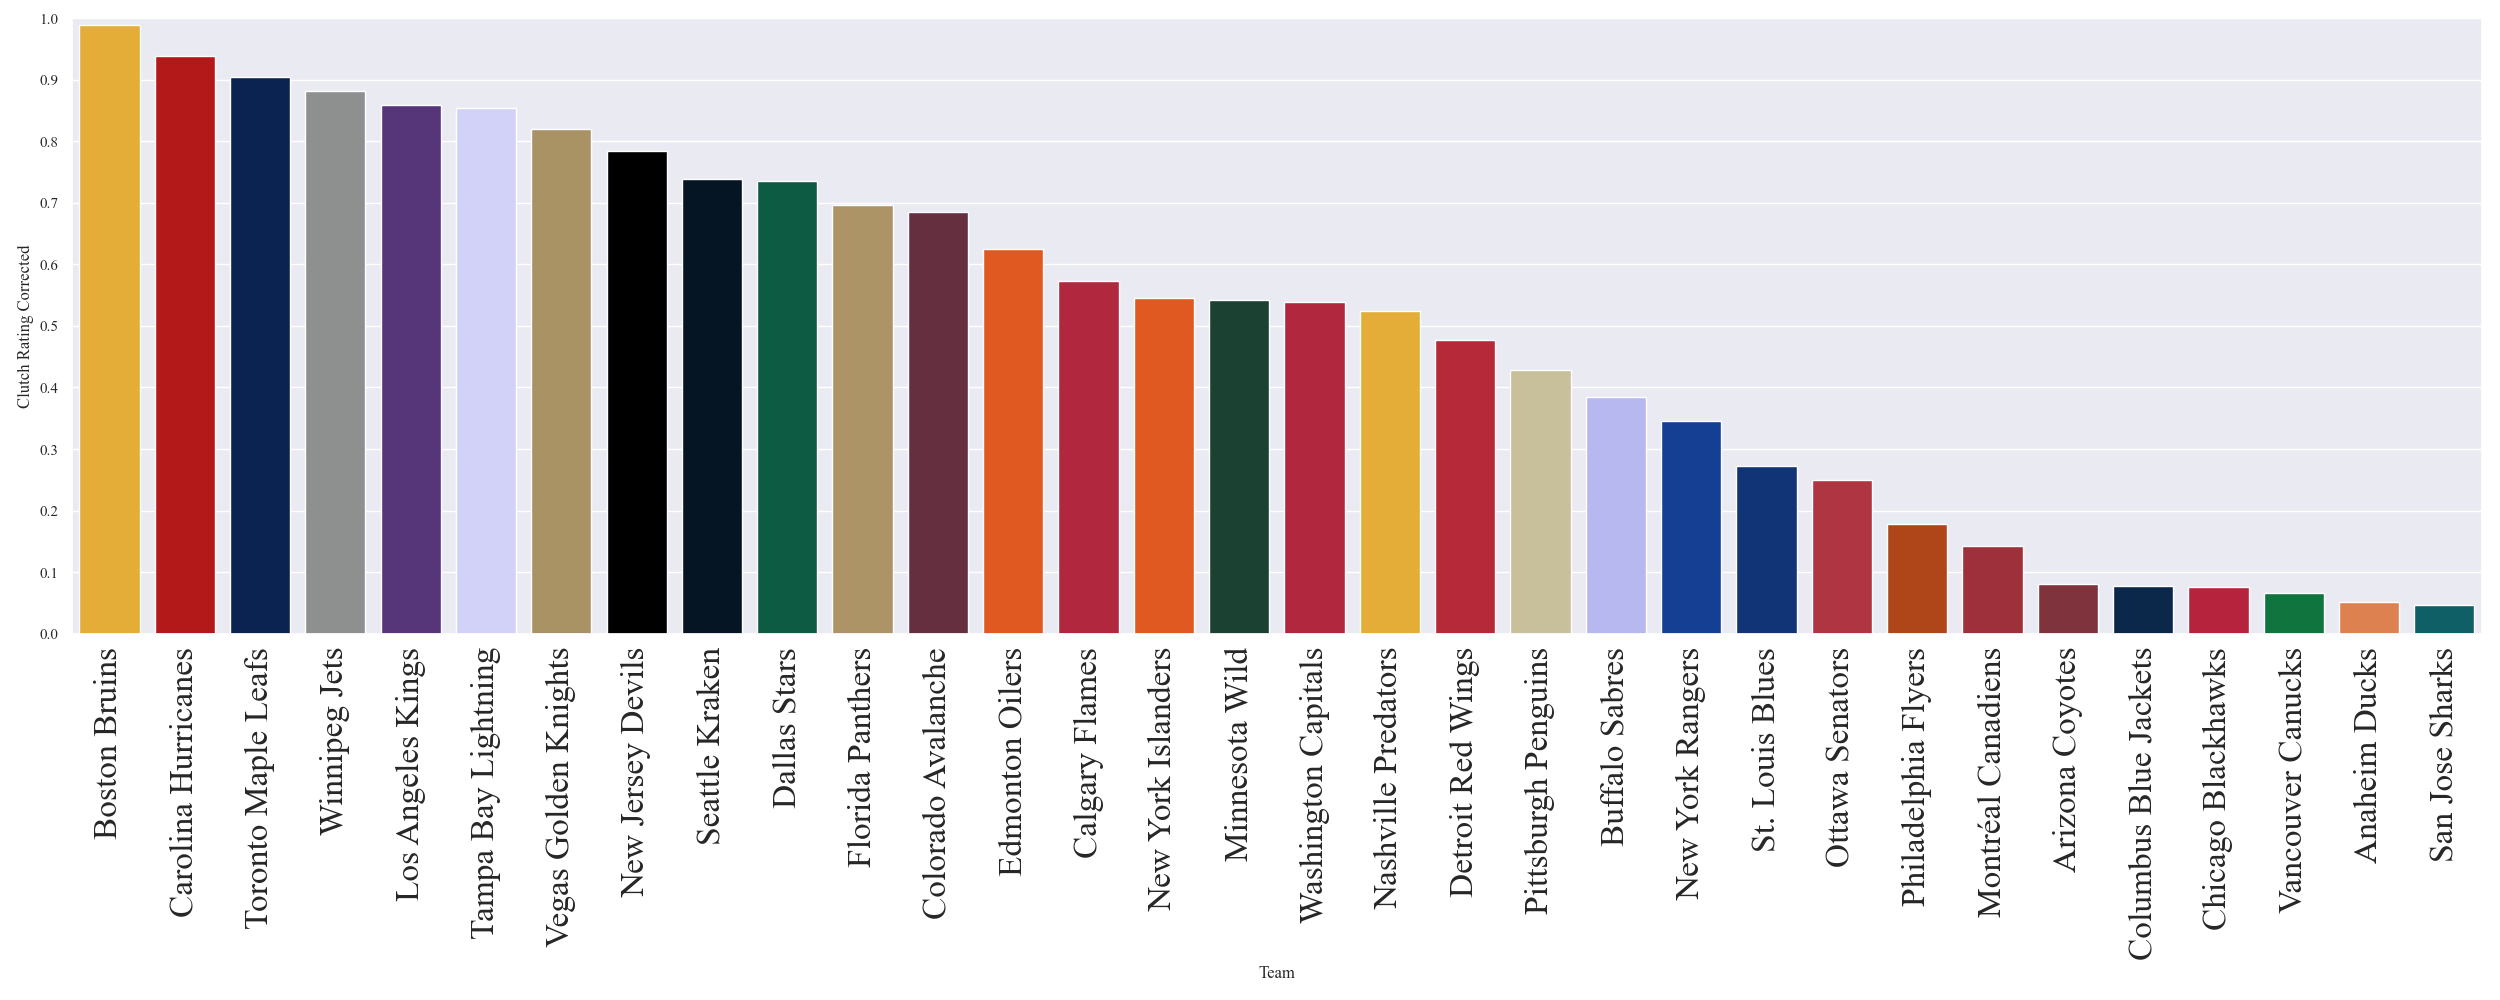 1.0
0.9
0.8
0.7
0.6
0.5
0.4
0.3
0.2
0.1
0.0
Clutch Rating Corrected
Boston Bruins
Carolina Hurricanes
Toronto Maple Leafs
Winnipeg Jets
Los Angeles Kings
Tampa Bay Lightning
Vegas Golden Knights
New Jersey Devils
Seattle Kraken
Dallas Stars
Florida Panthers
Colorado Avalanche
Edmonton Oilers
Calgary Flames
New York Islanders
Minnesota Wild
Washington Capitals
Nashville Predators
Detroit Red Wings
Pittsburgh Penguins
Buffalo Sabres
New York Rangers
St. Louis Blues
Ottawa Senators
Philadelphia Flyers
Montréal Canadiens
Arizona Coyotes
Columbus Blue Jackets
Chicago Blackhawks
Vancouver Canucks
Anaheim Ducks
San Jose Sharks
Team